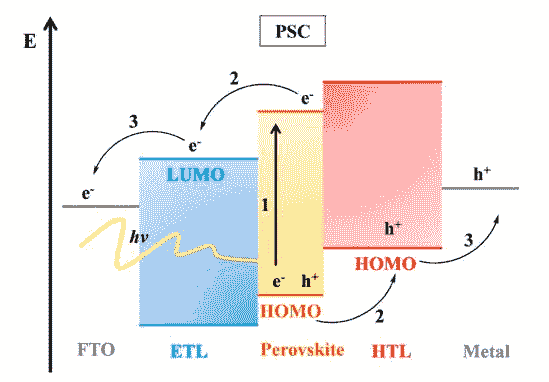 E
PSC
2
e-
3
e-
LUMO
e-
h+
1
hν
h+
3
HOMO
e- h+
HOMO
2
FTO ETL Perovskite HTL Metal